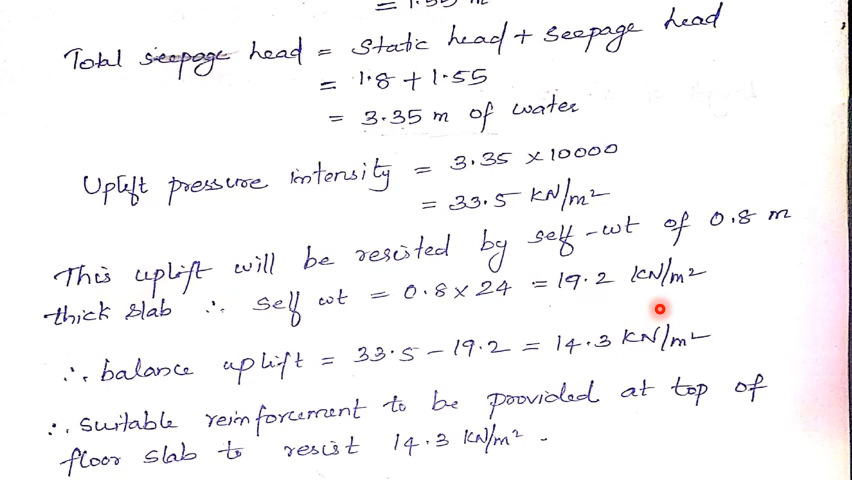 = 1.55 m
Total seepage head = Static head + Seepage head
= 1.8 + 1.55
= 3.35 m of water
Uplift pressure intensity = 3.35 × 10000
= 33.5 KN/m²
This uplift will be resisted by self-wt of 0.8 m
thick slab ∴ self wt = 0.8 × 24 = 19.2 KN/m²
∴ balance uplift = 33.5 - 19.2 = 14.3 KN/m²
∴ suitable reinforcement to be provided at top of
floor slab to resist 14.3 KN/m².